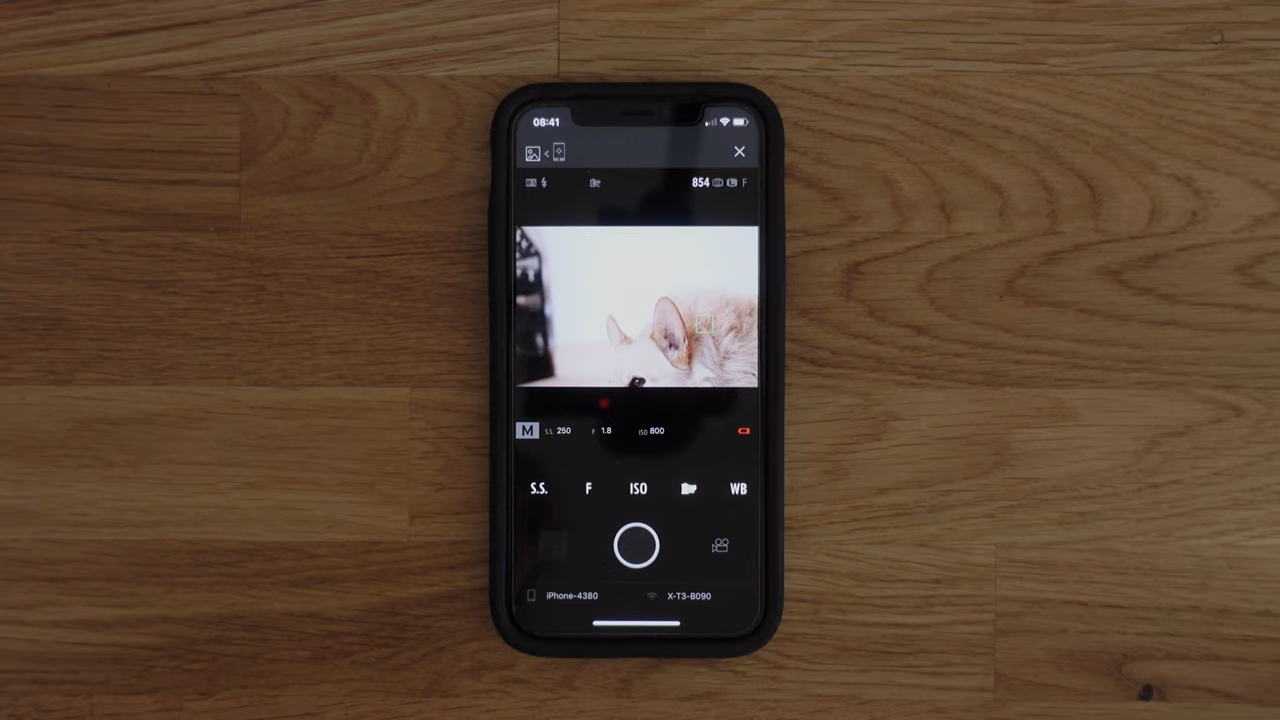 08:41
854 F
M S.S. 250 F 1.8 ISO 800
S.S. F ISO WB
iPhone-4380 X-T3-B090